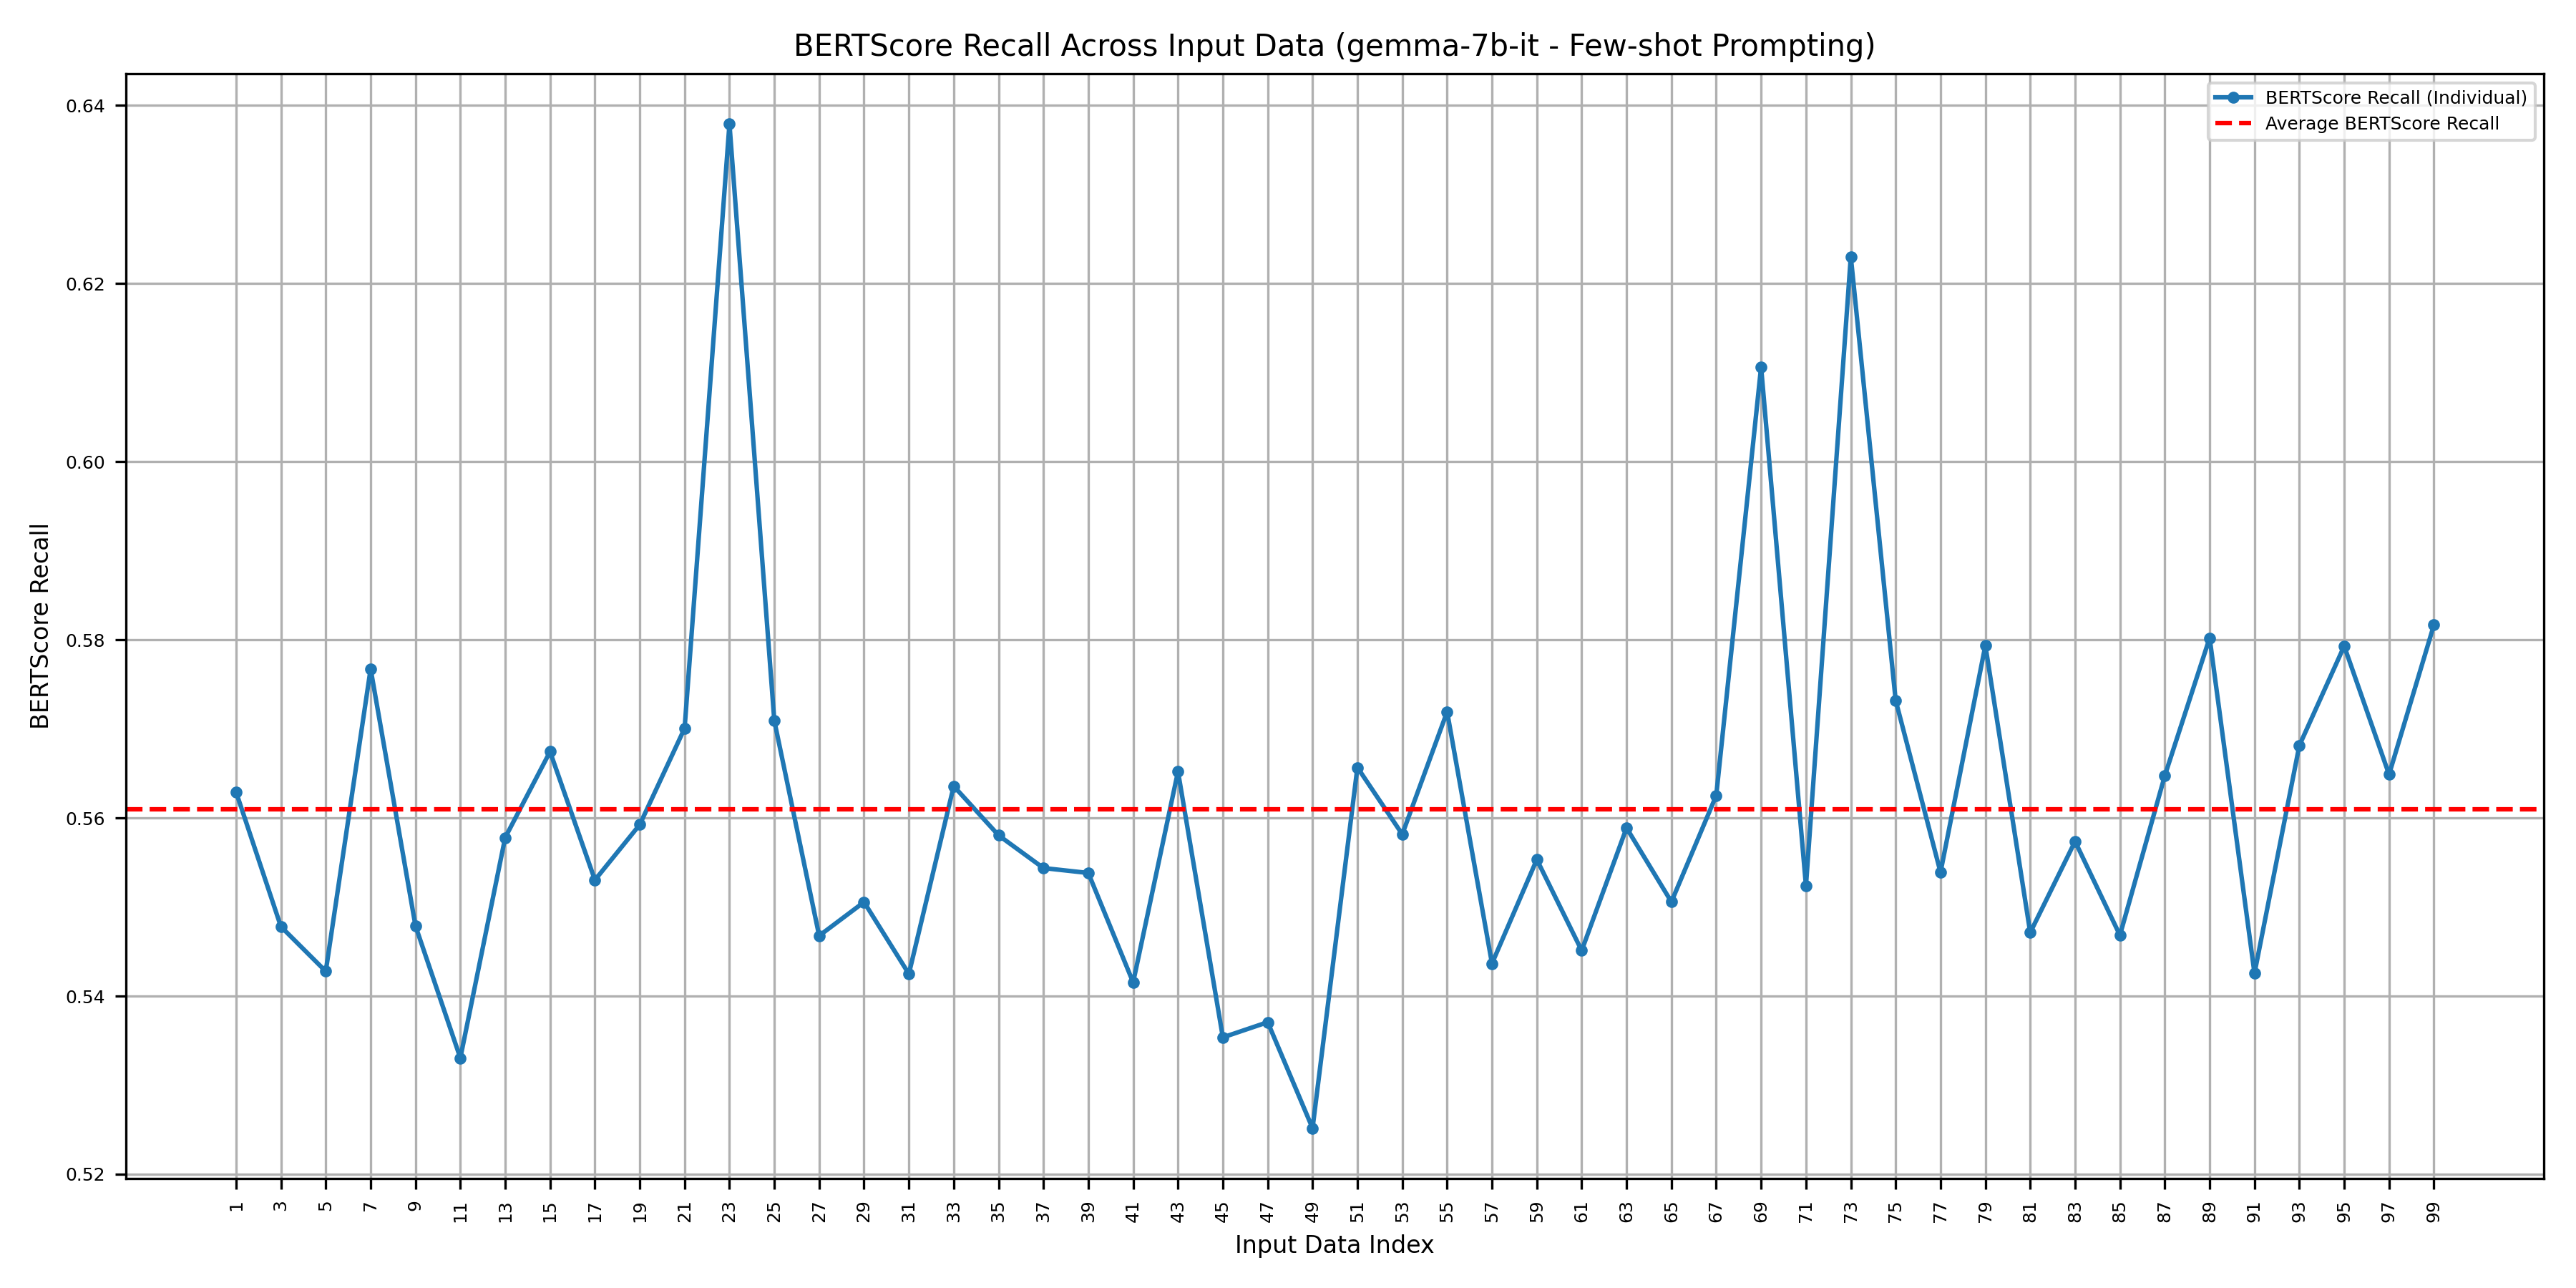 BERTScore Recall Across Input Data (gemma-7b-it - Few-shot Prompting)
BERTScore Recall (Individual)
Average BERTScore Recall
0.64
0.62
0.60
0.58
0.56
0.54
0.52
BERTScore Recall
1 3 5 7 9 11 13 15 17 19 21 23 25 27 29 31 33 35 37 39 41 43 45 47 49 51 53 55 57 59 61 63 65 67 69 71 73 75 77 79 81 83 85 87 89 91 93 95 97 99
Input Data Index